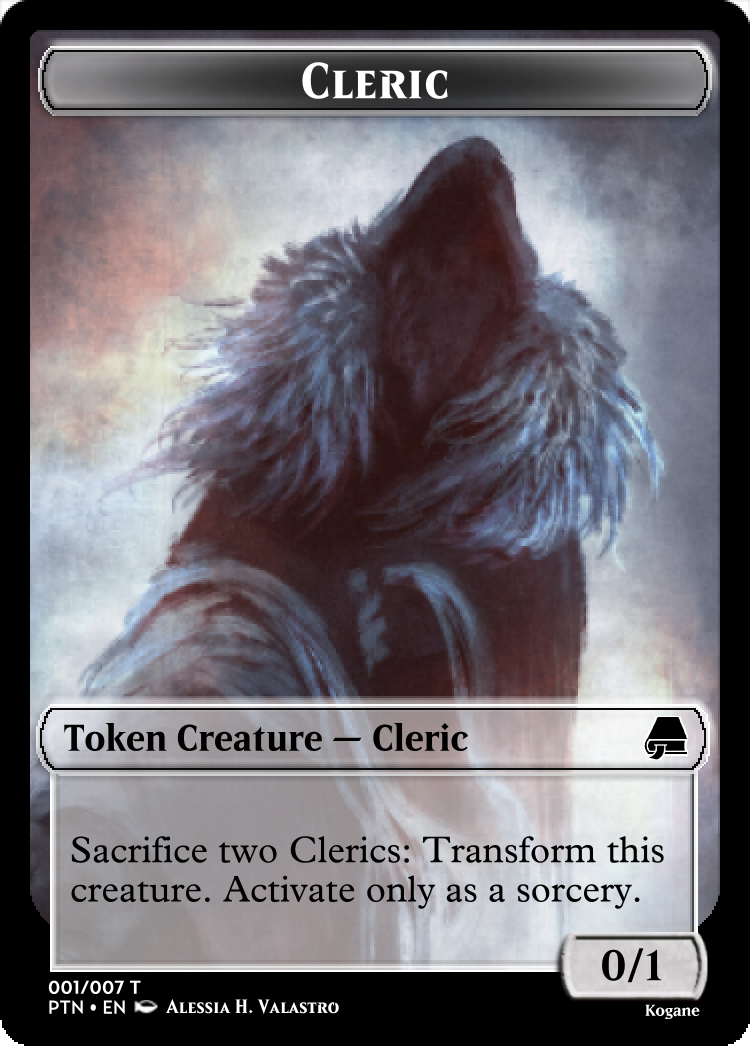 Cleric
Token Creature — Cleric
Sacrifice two Clerics: Transform this
creature. Activate only as a sorcery.
0/1
001/007 T
PTN • EN Alessia H. Valastro
Kogane